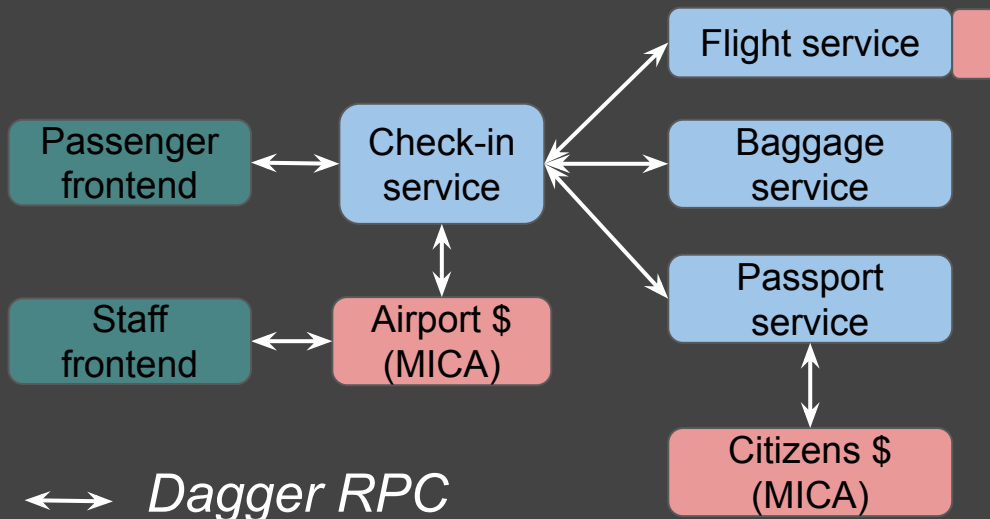 Flight service
Passenger
frontend
Check-in
service
Baggage
service
Passport
service
Staff
frontend
Airport $
(MICA)
Citizens $
(MICA)
Dagger RPC